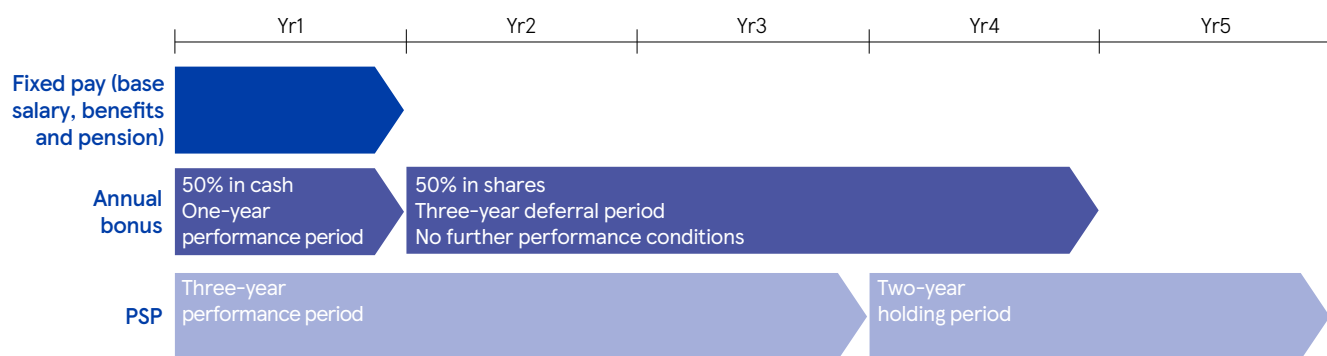 Yr1 Yr2 Yr3 Yr4 Yr5
Fixed pay (base
salary, benefits
and pension)
Annual
bonus
50% in cash
One-year
performance period
50% in shares
Three-year deferral period
No further performance conditions
PSP
Three-year
performance period
Two-year
holding period